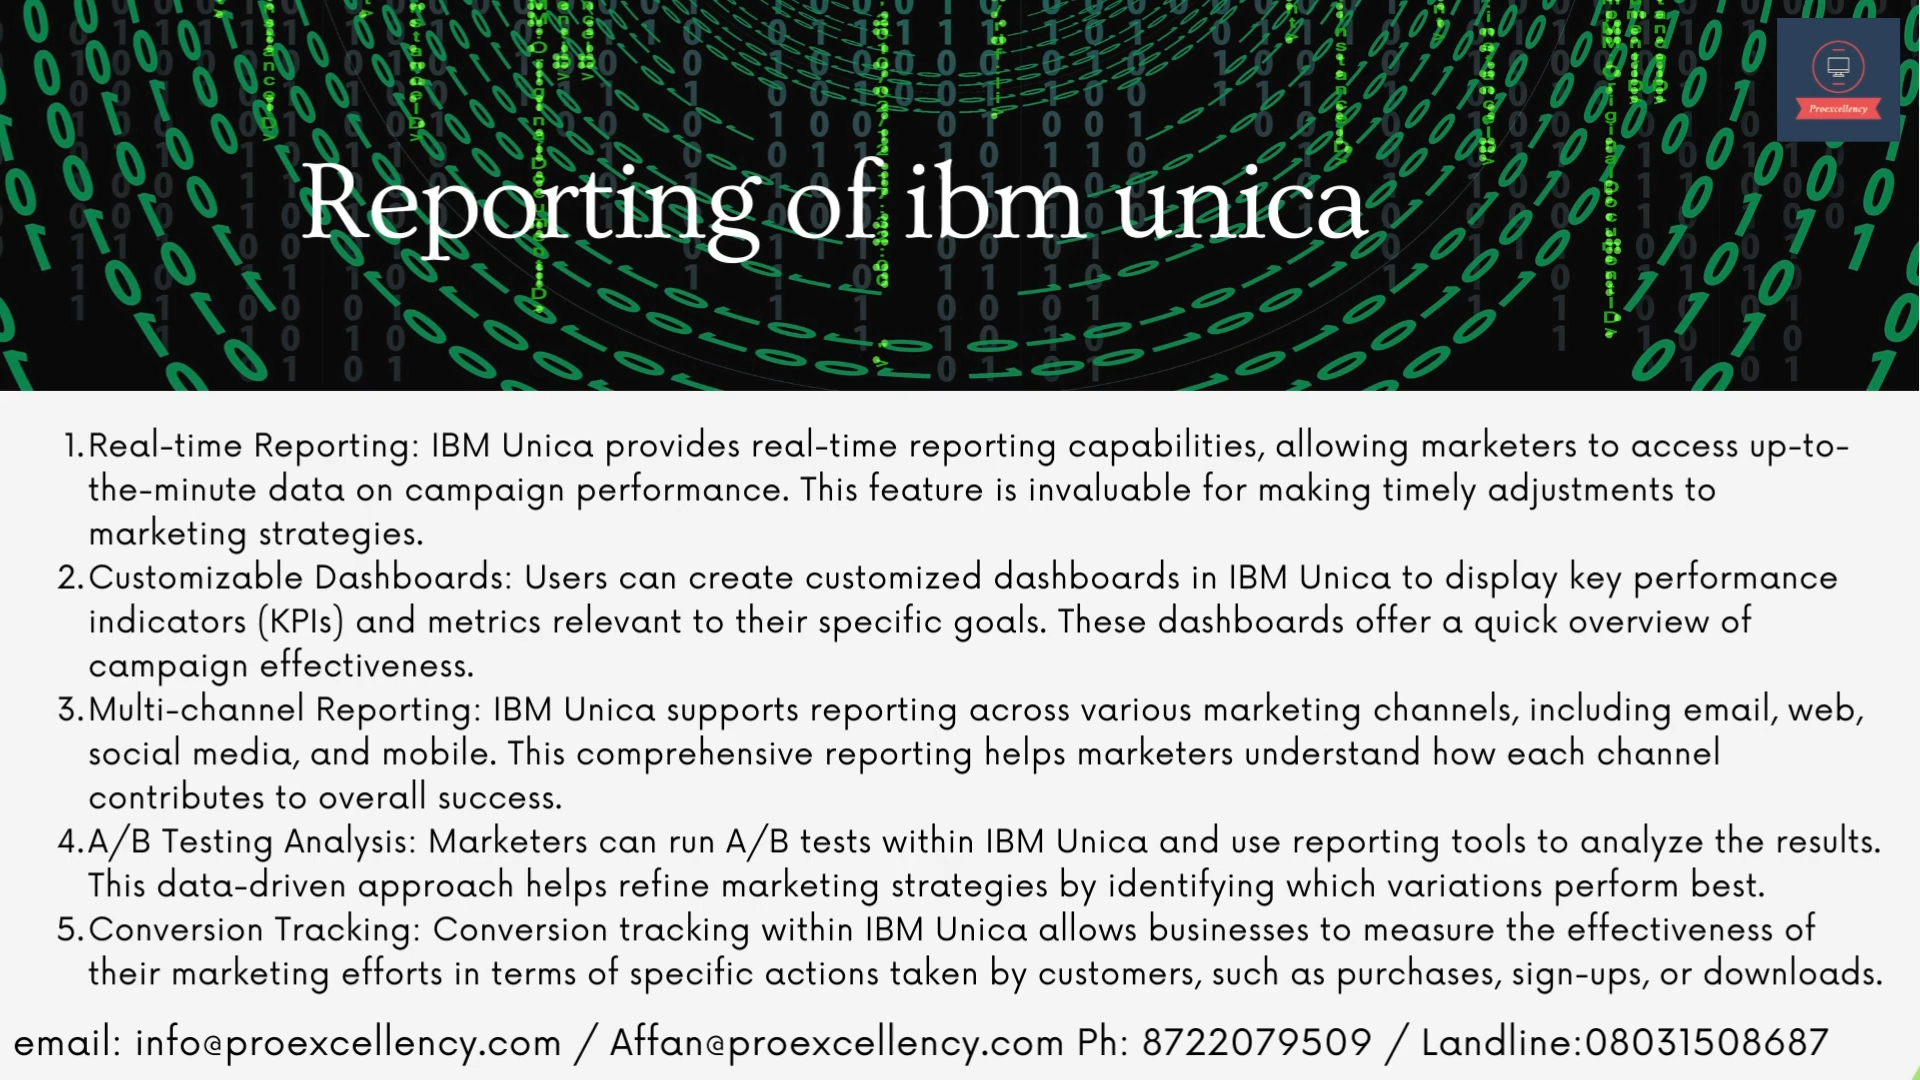 Proexcellency
Reporting of ibm unica
1. Real-time Reporting: IBM Unica provides real-time reporting capabilities, allowing marketers to access up-to-
the-minute data on campaign performance. This feature is invaluable for making timely adjustments to
marketing strategies.
2. Customizable Dashboards: Users can create customized dashboards in IBM Unica to display key performance
indicators (KPIs) and metrics relevant to their specific goals. These dashboards offer a quick overview of
campaign effectiveness.
3. Multi-channel Reporting: IBM Unica supports reporting across various marketing channels, including email, web,
social media, and mobile. This comprehensive reporting helps marketers understand how each channel
contributes to overall success.
4. A/B Testing Analysis: Marketers can run A/B tests within IBM Unica and use reporting tools to analyze the results.
This data-driven approach helps refine marketing strategies by identifying which variations perform best.
5. Conversion Tracking: Conversion tracking within IBM Unica allows businesses to measure the effectiveness of
their marketing efforts in terms of specific actions taken by customers, such as purchases, sign-ups, or downloads.
email: info@proexcellency.com / Affan@proexcellency.com Ph: 8722079509 / Landline:08031508687